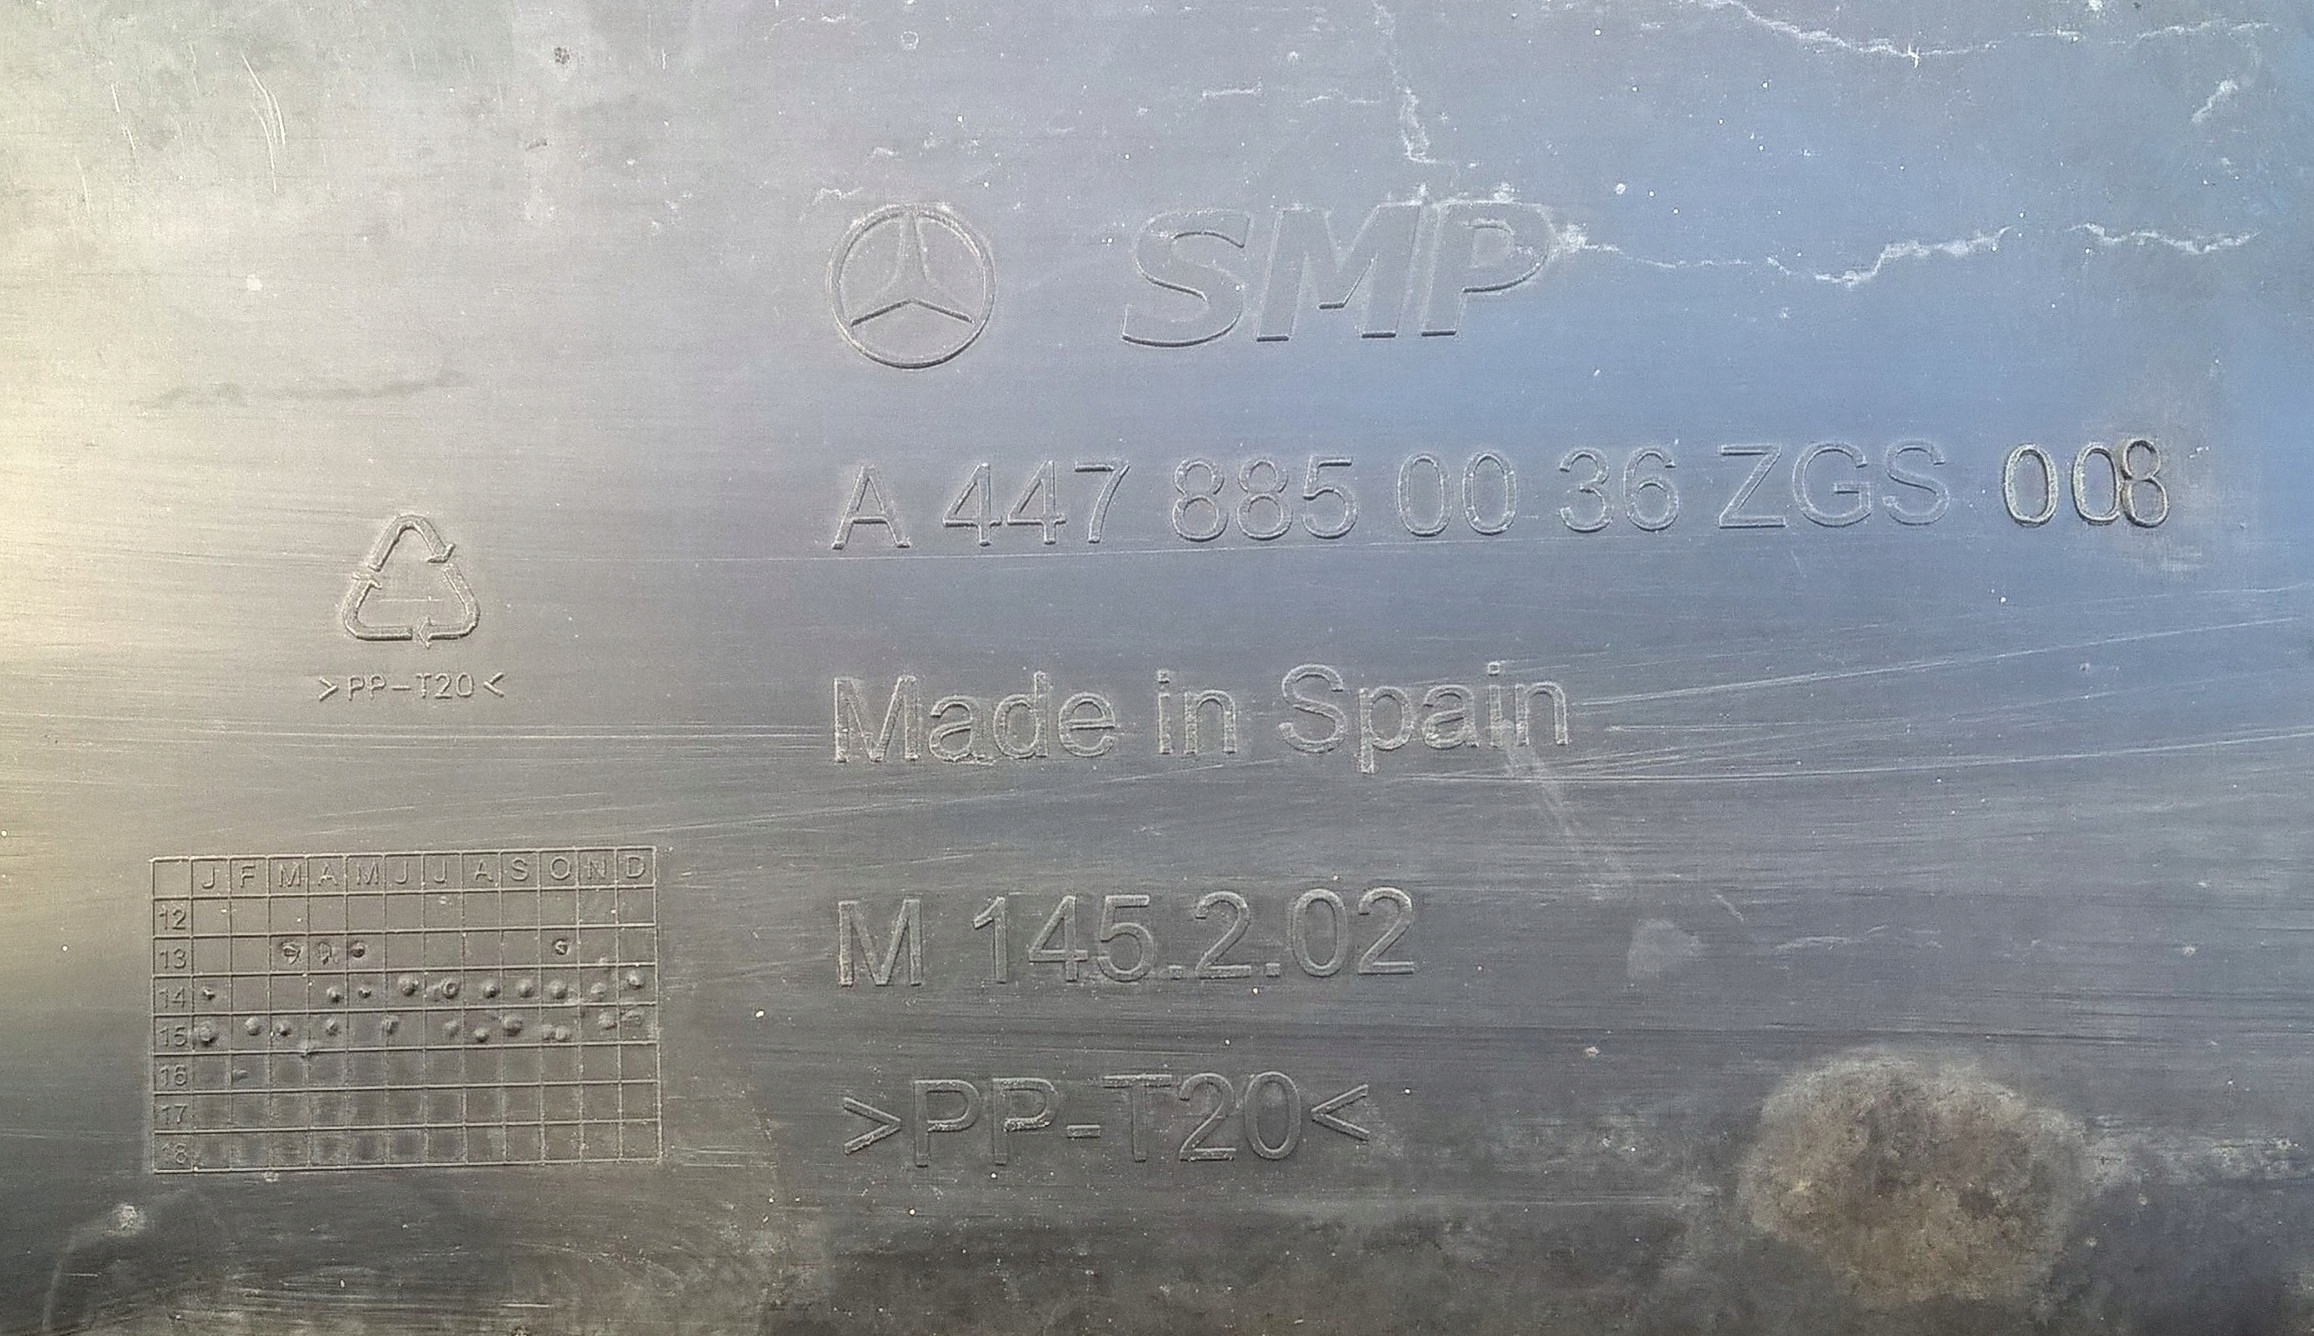 SMP
A 447 885 00 36 ZGS 008
>PP-T20<
Made in Spain
J F M A M J J A S O N D
12
13
14
15
16
17
18
M 145.2.02
>PP-T20<